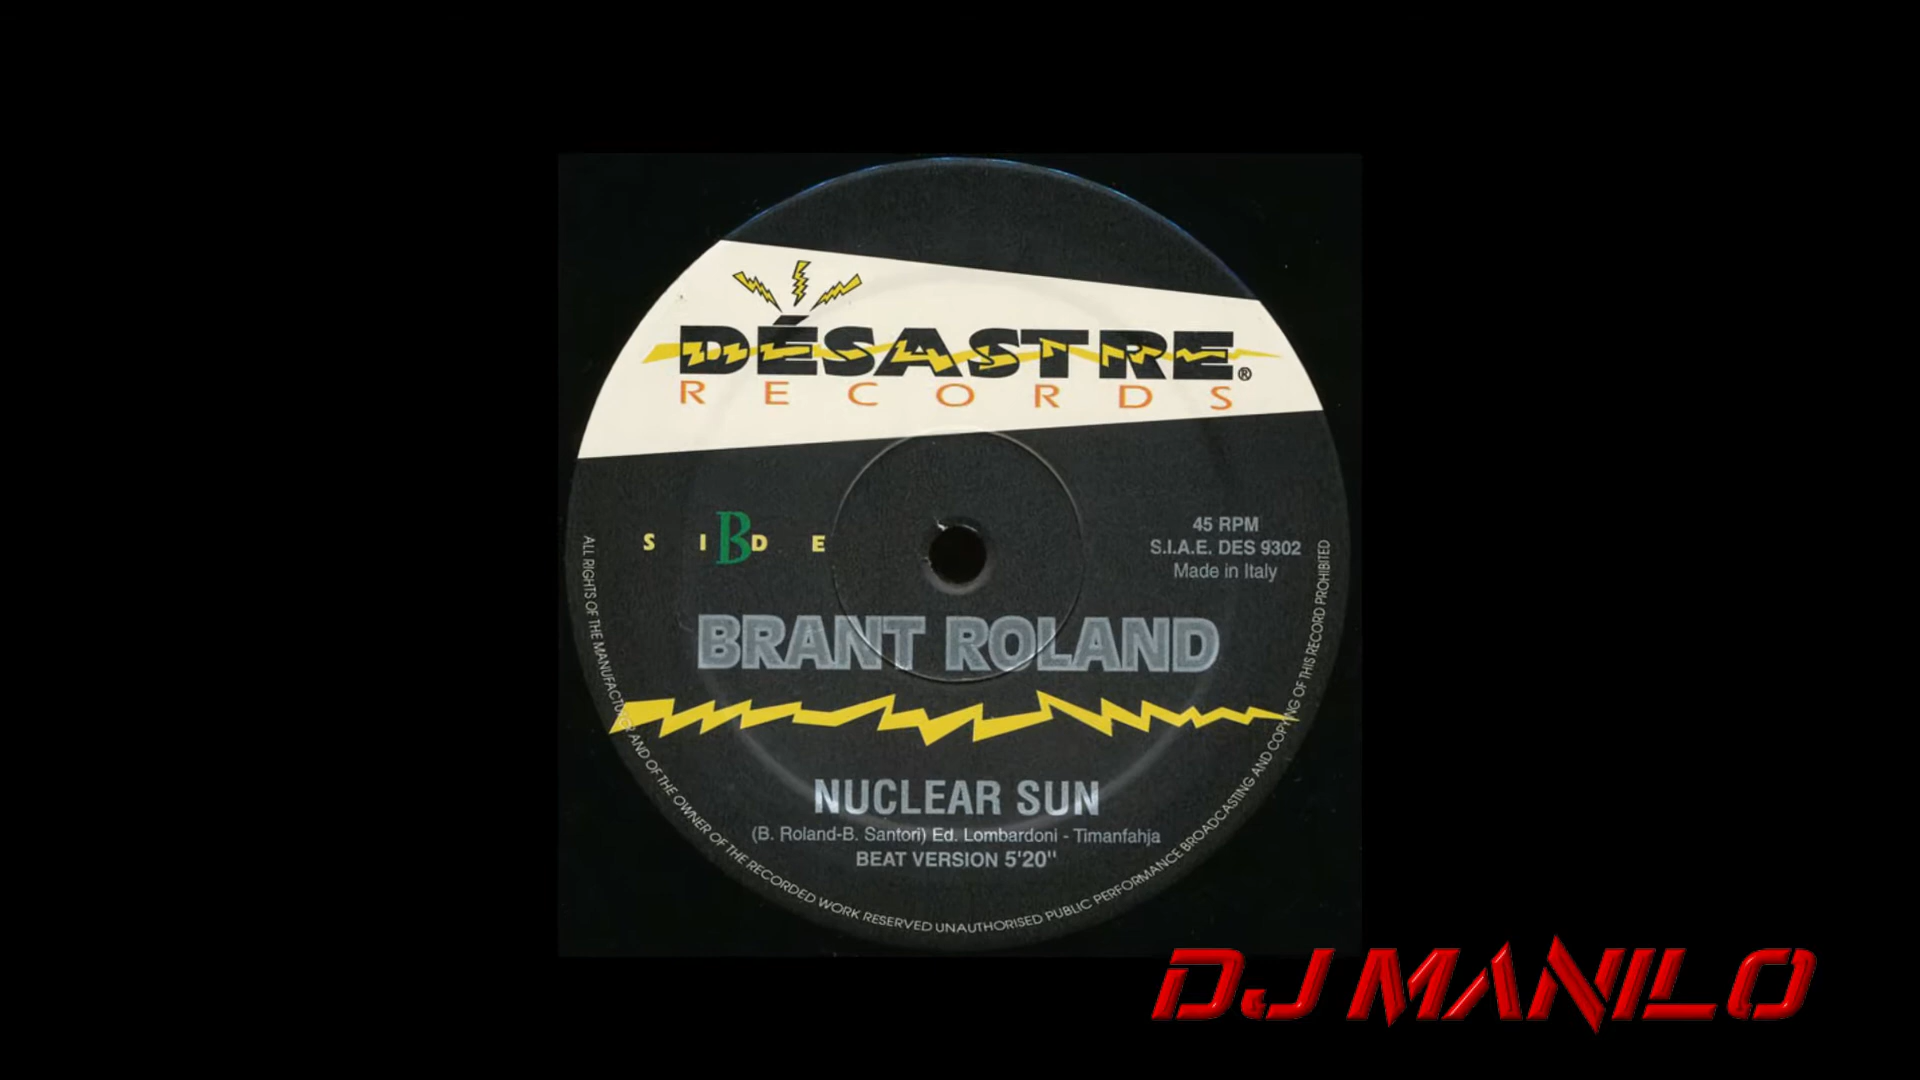 DÉSASTRE®
RECORDS
SIDE B
45 RPM
S.I.A.E. DES 9302
Made in Italy
BRANT ROLAND
NUCLEAR SUN
(B. Roland-B. Santori) Ed. Lombardoni - Timanfahja
BEAT VERSION 5'20"
ALL RIGHTS OF THE MANUFACTURER AND OF THE OWNER OF THE RECORDED WORK RESERVED UNAUTHORISED PUBLIC PERFORMANCE BROADCASTING AND COPYING OF THIS RECORD PROHIBITED
DJ MANILO